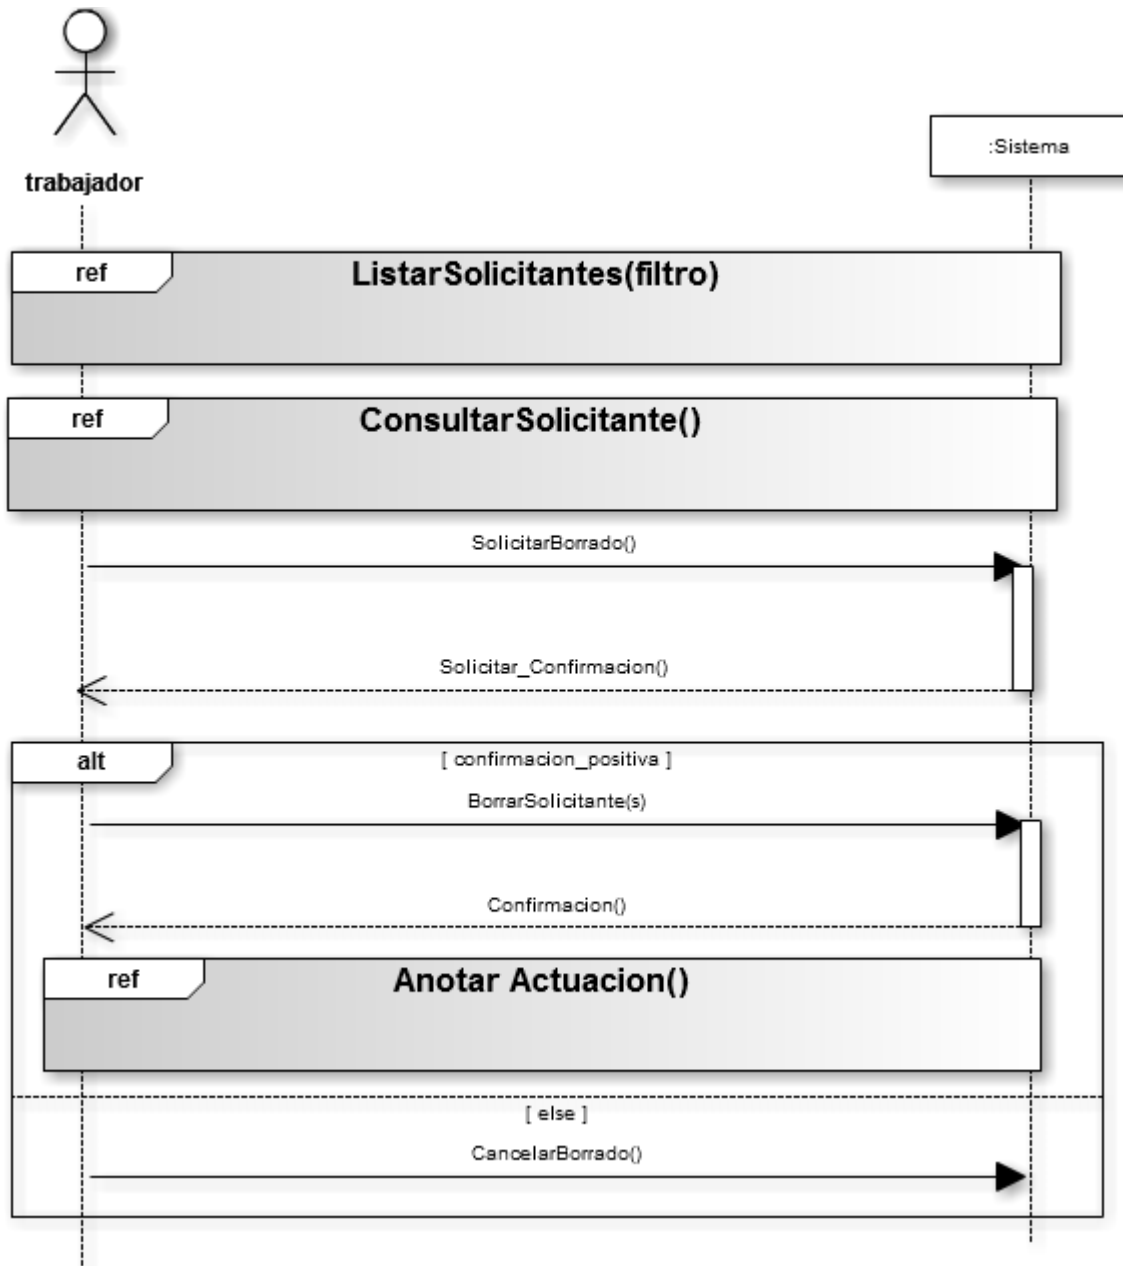 trabajador
:Sistema
ref
ListarSolicitantes(filtro)
ref
ConsultarSolicitante()
SolicitarBorrado()
Solicitar_Confirmacion()
alt
[ confirmacion_positiva ]
BorrarSolicitante(s)
Confirmacion()
ref
Anotar Actuacion()
[ else ]
CancelarBorrado()